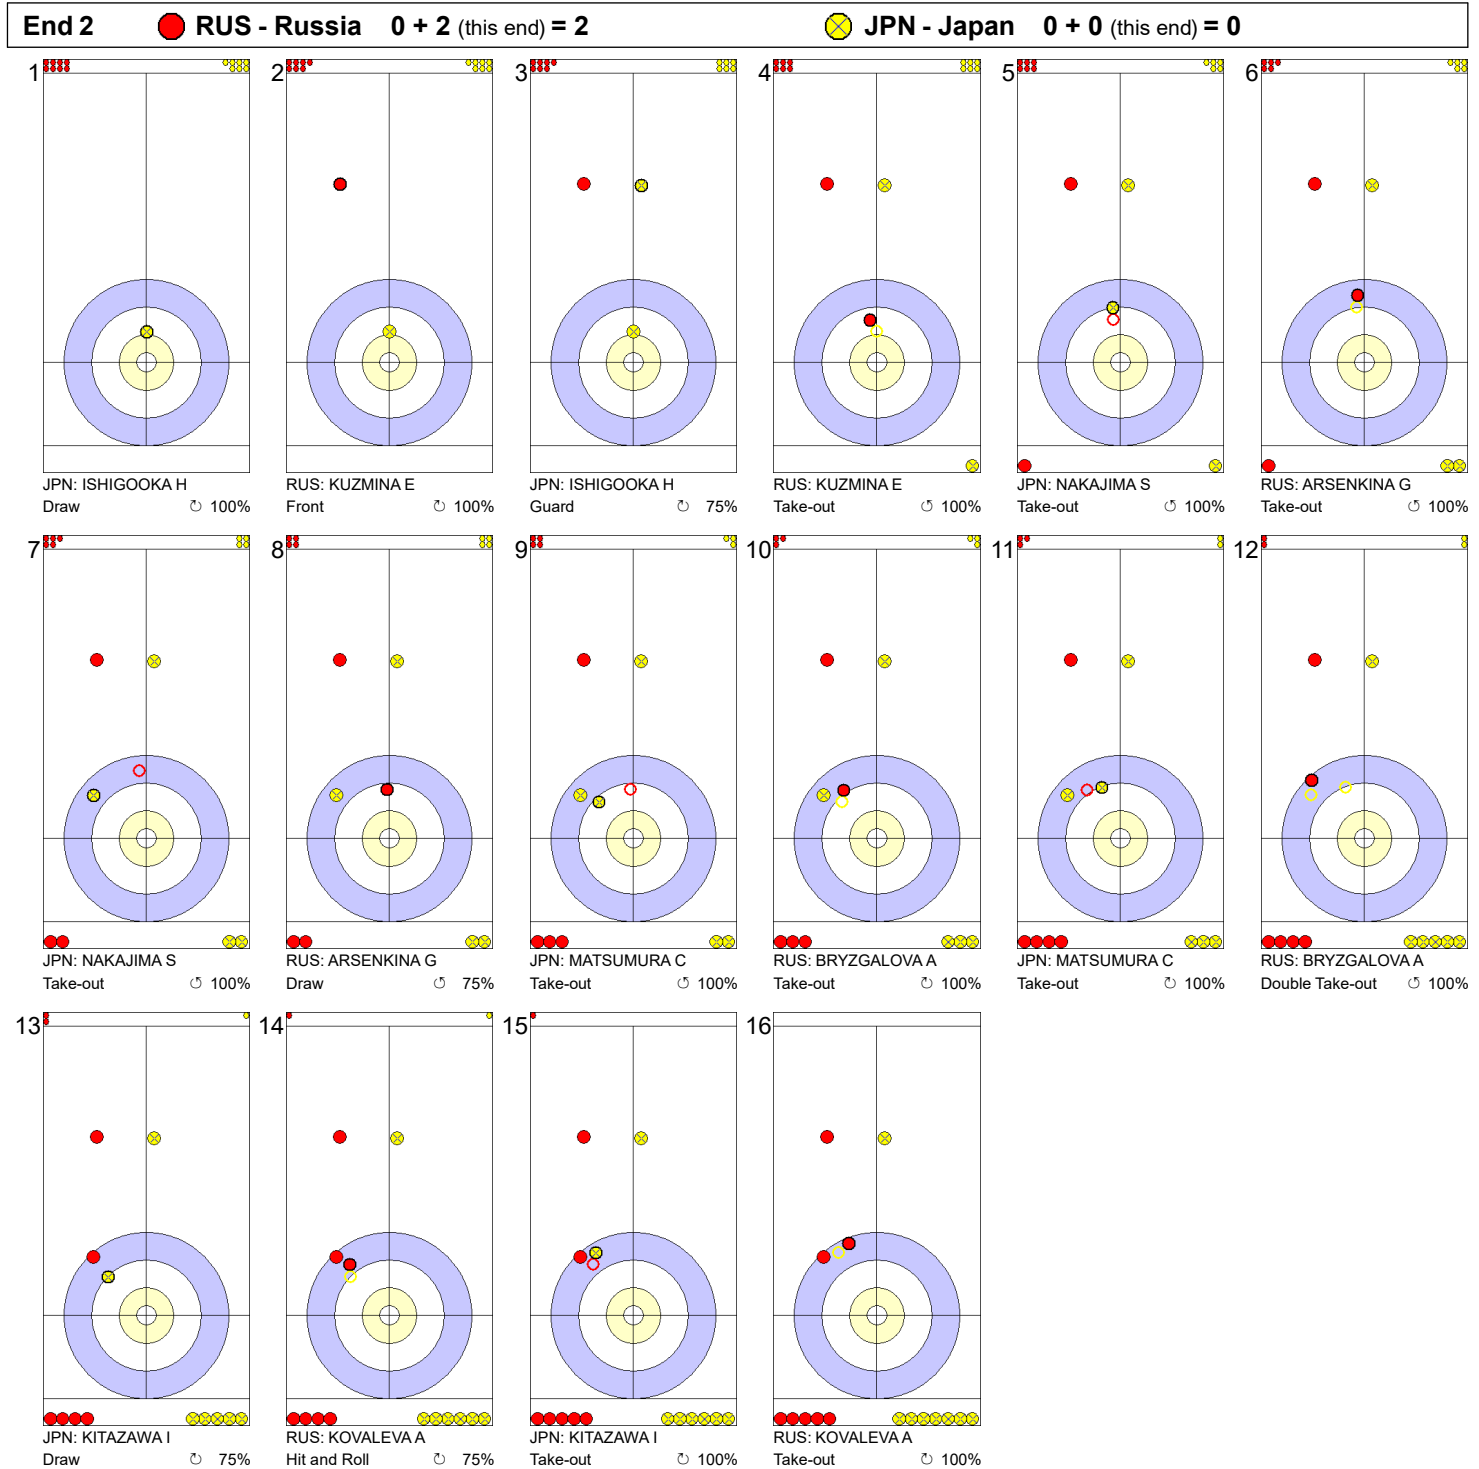 End 2 RUS - Russia 0 + 2 (this end) = 2 JPN - Japan 0 + 0 (this end) = 0
1 2 3 4 5 6
JPN: ISHIGOOKA H RUS: KUZMINA E JPN: ISHIGOOKA H RUS: KUZMINA E JPN: NAKAJIMA S RUS: ARSENKINA G
Draw ↻ 100% Front ↻ 100% Guard ↻ 75% Take-out ↺ 100% Take-out ↺ 100% Take-out ↺ 100%
7 8 9 10 11 12
JPN: NAKAJIMA S RUS: ARSENKINA G JPN: MATSUMURA C RUS: BRYZGALOVA A JPN: MATSUMURA C RUS: BRYZGALOVA A
Take-out ↺ 100% Draw ↺ 75% Take-out ↺ 100% Take-out ↻ 100% Take-out ↺ 100% Double Take-out ↺ 100%
13 14 15 16
JPN: KITAZAWA I RUS: KOVALEVA A JPN: KITAZAWA I RUS: KOVALEVA A
Draw ↻ 75% Hit and Roll ↻ 75% Take-out ↻ 100% Take-out ↻ 100%